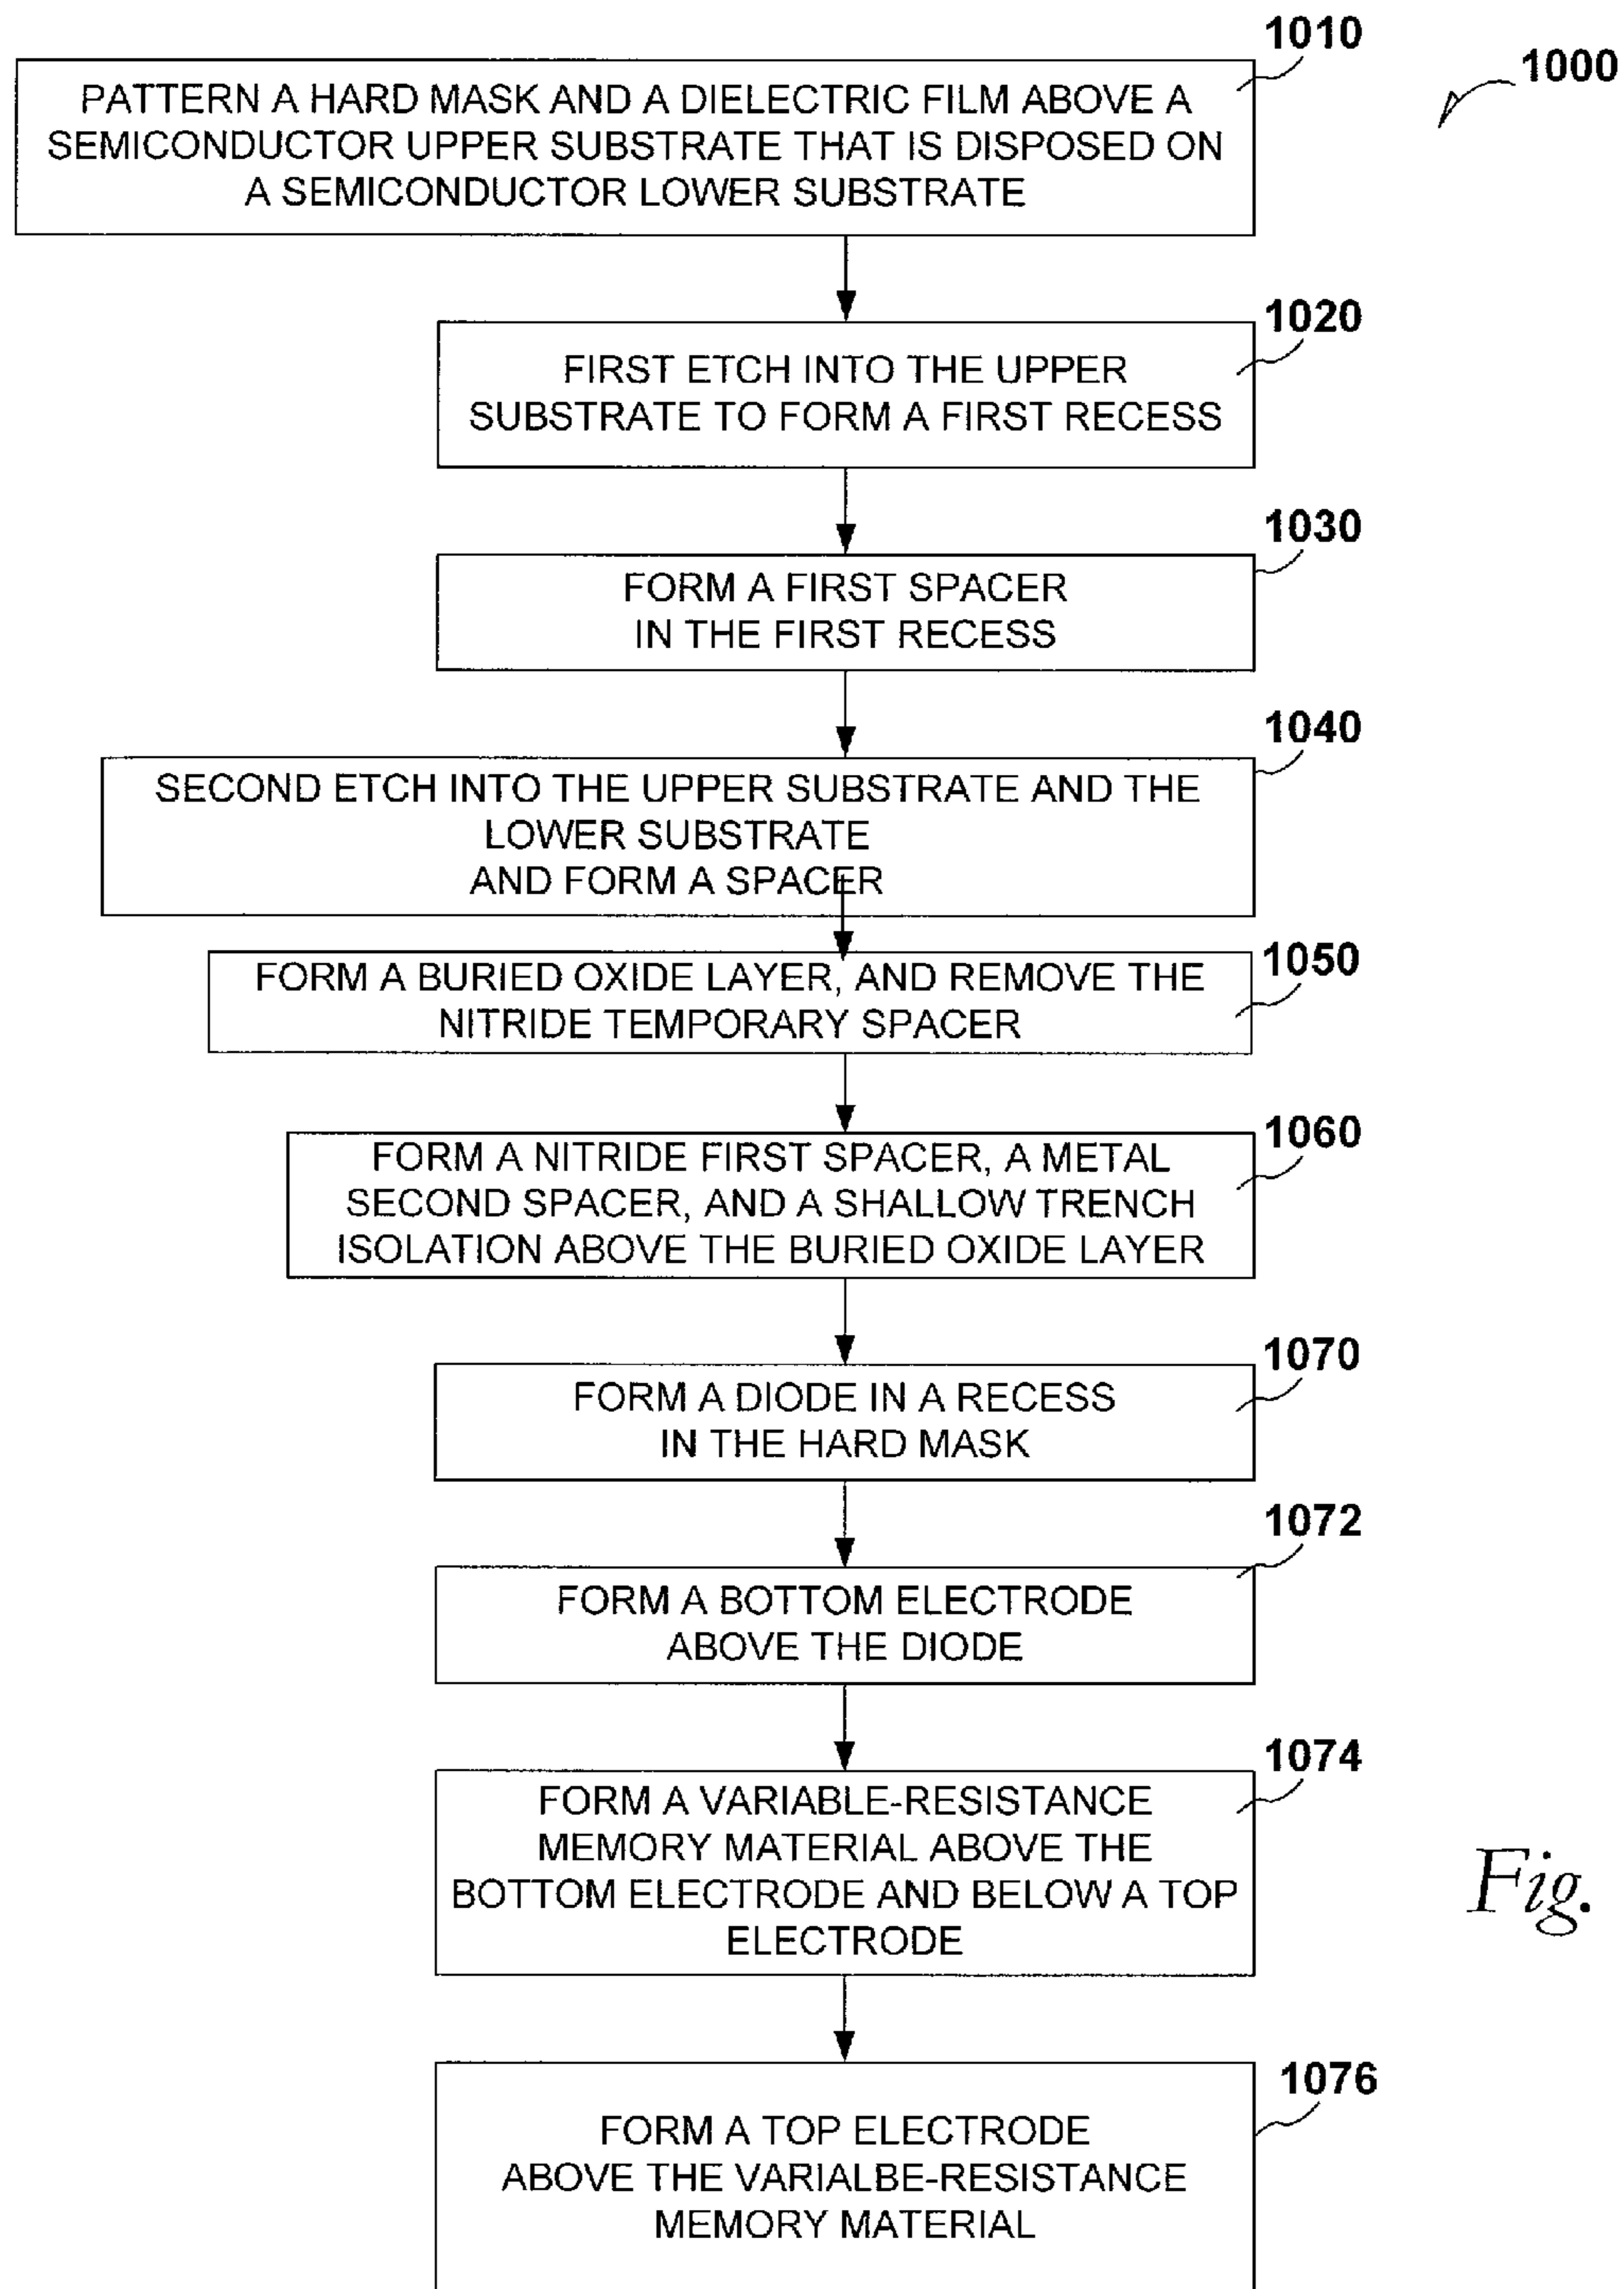 1010
1000
PATTERN A HARD MASK AND A DIELECTRIC FILM ABOVE A
SEMICONDUCTOR UPPER SUBSTRATE THAT IS DISPOSED ON
A SEMICONDUCTOR LOWER SUBSTRATE
1020
FIRST ETCH INTO THE UPPER
SUBSTRATE TO FORM A FIRST RECESS
1030
FORM A FIRST SPACER
IN THE FIRST RECESS
1040
SECOND ETCH INTO THE UPPER SUBSTRATE AND THE
LOWER SUBSTRATE
AND FORM A SPACER
1050
FORM A BURIED OXIDE LAYER, AND REMOVE THE
NITRIDE TEMPORARY SPACER
1060
FORM A NITRIDE FIRST SPACER, A METAL
SECOND SPACER, AND A SHALLOW TRENCH
ISOLATION ABOVE THE BURIED OXIDE LAYER
1070
FORM A DIODE IN A RECESS
IN THE HARD MASK
1072
FORM A BOTTOM ELECTRODE
ABOVE THE DIODE
1074
FORM A VARIABLE-RESISTANCE
MEMORY MATERIAL ABOVE THE
BOTTOM ELECTRODE AND BELOW A TOP
ELECTRODE
Fig.
1076
FORM A TOP ELECTRODE
ABOVE THE VARIALBE-RESISTANCE
MEMORY MATERIAL